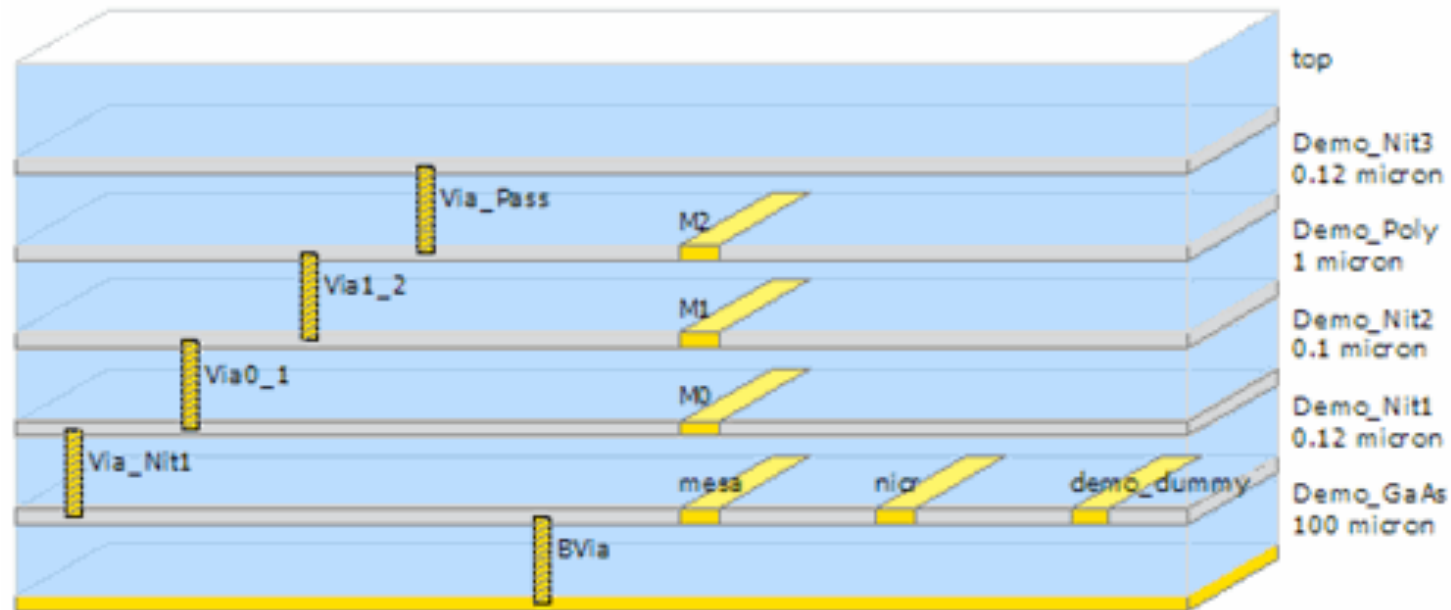 top
Demo_Nit3
0.12 micron
Via_Pass
M2
Demo_Poly
1 micron
Via1_2
M1
Demo_Nit2
0.1 micron
Via0_1
M0
Demo_Nit1
0.12 micron
Via_Nit1
mesa
nicr
demo_dummy
Demo_GaAs
100 micron
BVia